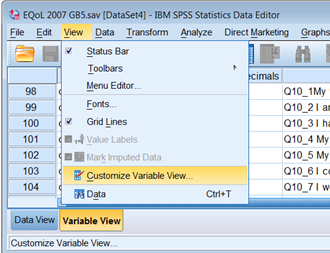 EQoL 2007 GB5.sav [DataSet4] - IBM SPSS Statistics Data Editor
File Edit View Data Transform Analyze Direct Marketing Graphs
Status Bar
Toolbars
Menu Editor...
Fonts...
Grid Lines
Value Labels
Mark Imputed Data
Customize Variable View...
Data Ctrl+T
ecimals
98 Q10_1My
99 Q10_2 I ar
100 Q10_3 I ha
101 Q10_4 My
102 Q10_5 My
103 Q10_6 I co
104 Q10_7 I wo
Data View Variable View
Customize Variable View...